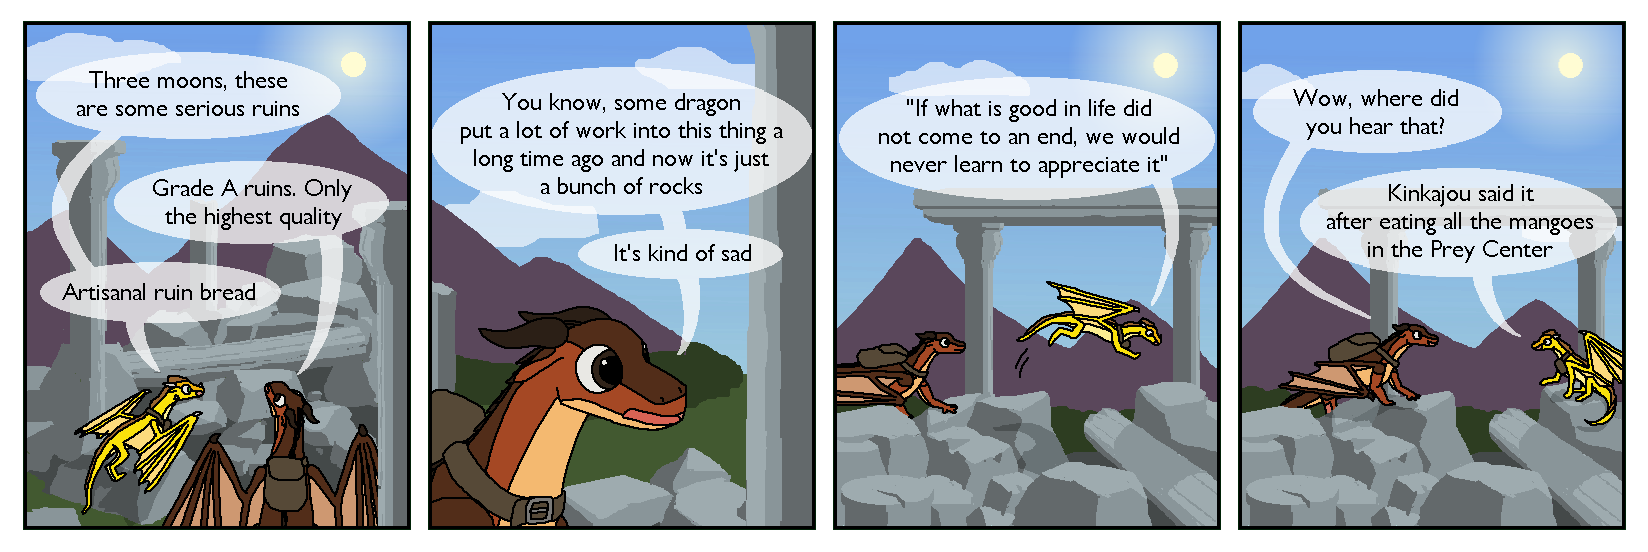 Three moons, these
are some serious ruins
Grade A ruins. Only
the highest quality
Artisanal ruin bread
You know, some dragon
put a lot of work into this thing a
long time ago and now it's just
a bunch of rocks
It's kind of sad
"If what is good in life did
not come to an end, we would
never learn to appreciate it"
Wow, where did
you hear that?
Kinkajou said it
after eating all the mangoes
in the Prey Center